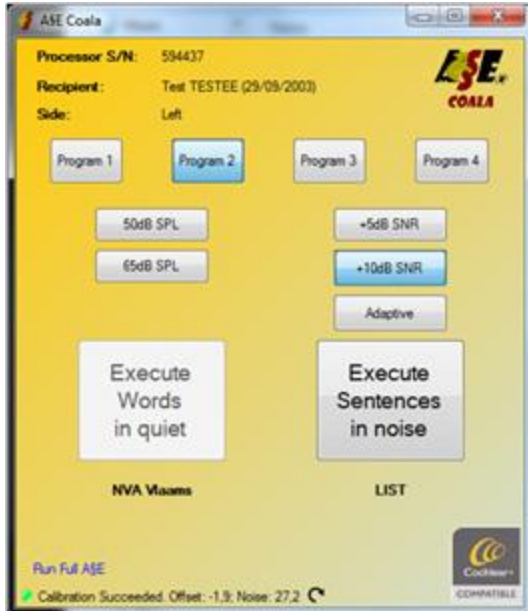 A§E Coala
Processor S/N: 594437
Recipient: Test TESTEE (29/09/2003)
Side: Left
A§E
COALA
Program 1 Program 2 Program 3 Program 4
50dB SPL +5dB SNR
65dB SPL +10dB SNR
Adaptive
Execute
Words
in quiet
Execute
Sentences
in noise
NVA Vlaams LIST
Run Full A§E
Calibration Succeeded. Offset: -1,9; Noise: 27,2
Cochlear
COMPATIBLE